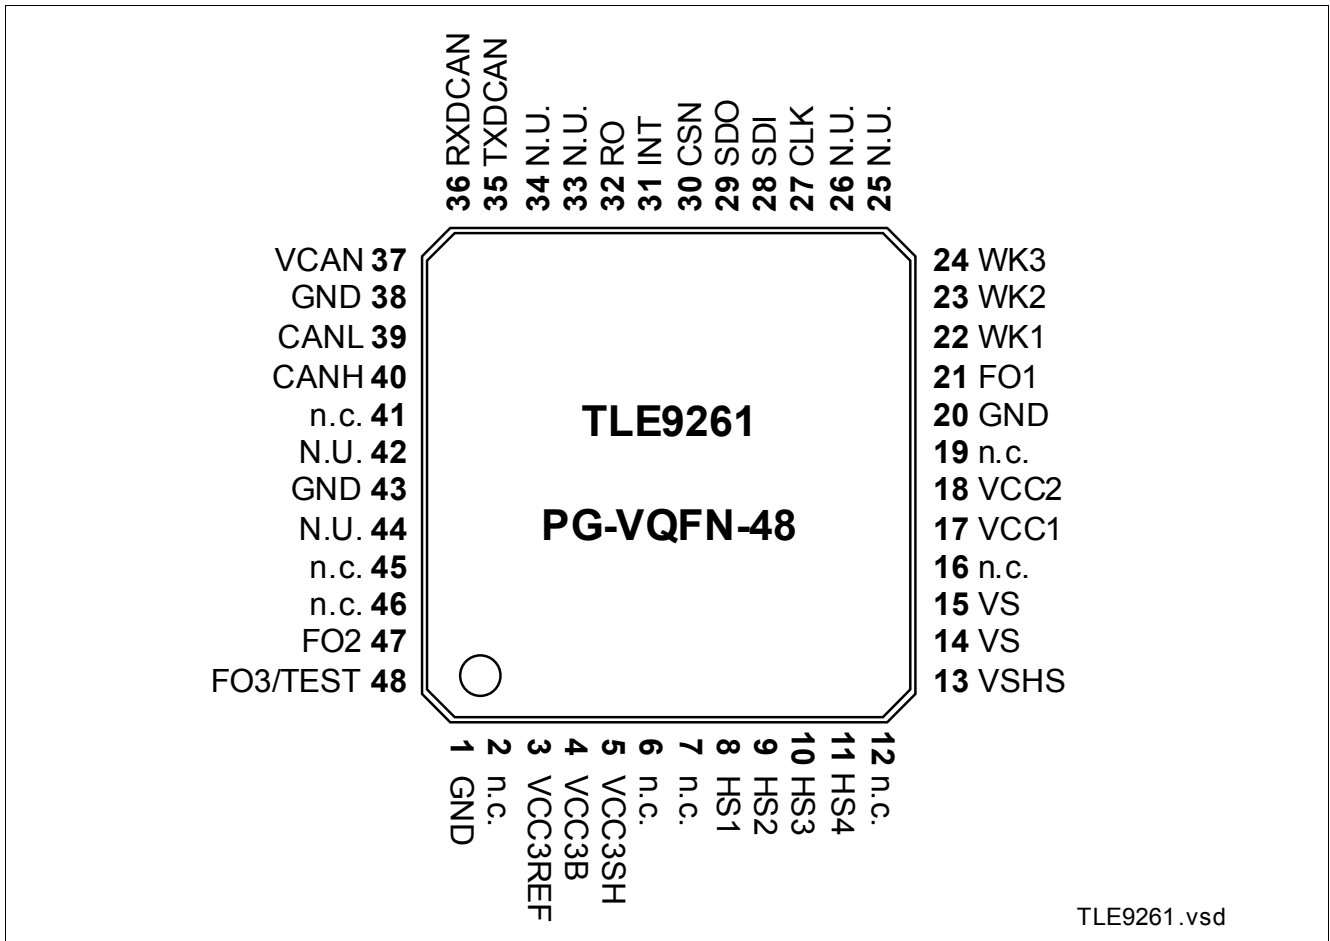 36 RXDCAN
35 TXDCAN
34 N.U.
33 N.U.
32 RO
31 INT
30 CSN
29 SDO
28 SDI
27 CLK
26 N.U.
25 N.U.
VCAN 37
GND 38
CANL 39
CANH 40
n.c. 41
N.U. 42
GND 43
N.U. 44
n.c. 45
n.c. 46
FO2 47
FO3/TEST 48
TLE9261
PG-VQFN-48
24 WK3
23 WK2
22 WK1
21 FO1
20 GND
19 n.c.
18 VCC2
17 VCC1
16 n.c.
15 VS
14 VS
13 VSHS
1 GND
2 n.c.
3 VCC3REF
4 VCC3B
5 VCC3SH
6 n.c.
7 n.c.
8 HS1
9 HS2
10 HS3
11 HS4
12 n.c.
TLE9261.vsd